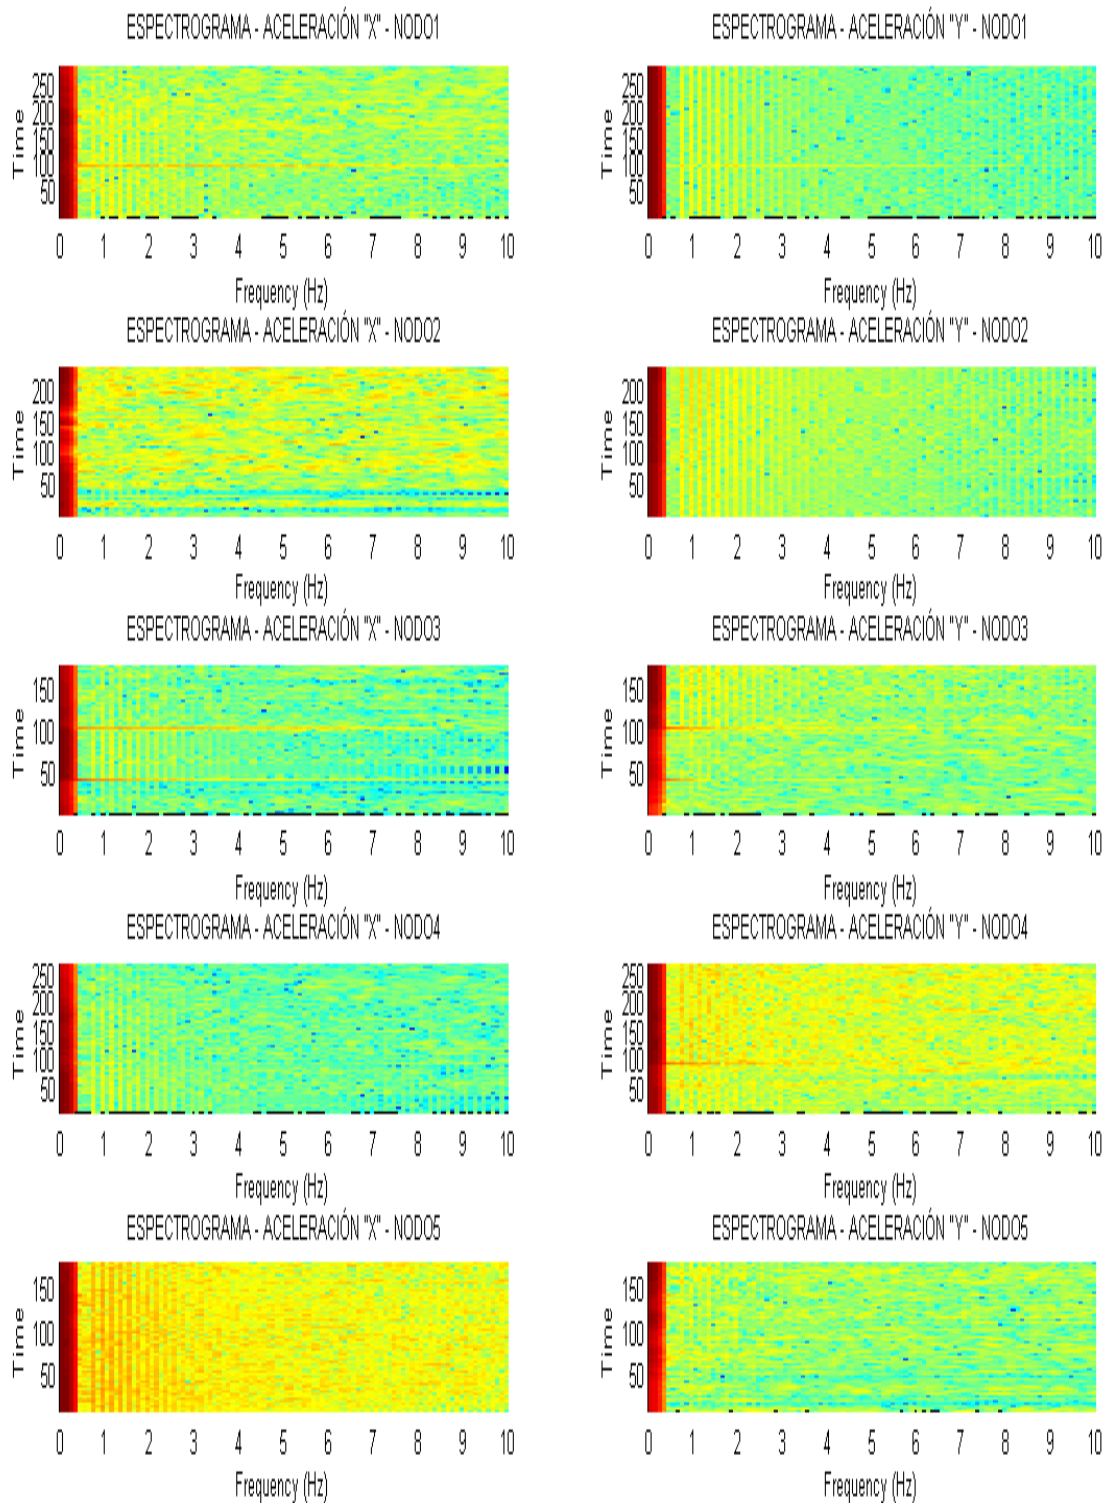 ESPECTROGRAMA - ACELERACIÓN "X" - NODO1
250
200
150
100
50
Time
0 1 2 3 4 5 6 7 8 9 10
Frequency (Hz)
ESPECTROGRAMA - ACELERACIÓN "Y" - NODO1
250
200
150
100
50
Time
0 1 2 3 4 5 6 7 8 9 10
Frequency (Hz)
ESPECTROGRAMA - ACELERACIÓN "X" - NODO2
200
150
100
50
Time
0 1 2 3 4 5 6 7 8 9 10
Frequency (Hz)
ESPECTROGRAMA - ACELERACIÓN "Y" - NODO2
200
150
100
50
Time
0 1 2 3 4 5 6 7 8 9 10
Frequency (Hz)
ESPECTROGRAMA - ACELERACIÓN "X" - NODO3
150
100
50
Time
0 1 2 3 4 5 6 7 8 9 10
Frequency (Hz)
ESPECTROGRAMA - ACELERACIÓN "Y" - NODO3
150
100
50
Time
0 1 2 3 4 5 6 7 8 9 10
Frequency (Hz)
ESPECTROGRAMA - ACELERACIÓN "X" - NODO4
250
200
150
100
50
Time
0 1 2 3 4 5 6 7 8 9 10
Frequency (Hz)
ESPECTROGRAMA - ACELERACIÓN "Y" - NODO4
250
200
150
100
50
Time
0 1 2 3 4 5 6 7 8 9 10
Frequency (Hz)
ESPECTROGRAMA - ACELERACIÓN "X" - NODO5
150
100
50
Time
0 1 2 3 4 5 6 7 8 9 10
Frequency (Hz)
ESPECTROGRAMA - ACELERACIÓN "Y" - NODO5
150
100
50
Time
0 1 2 3 4 5 6 7 8 9 10
Frequency (Hz)